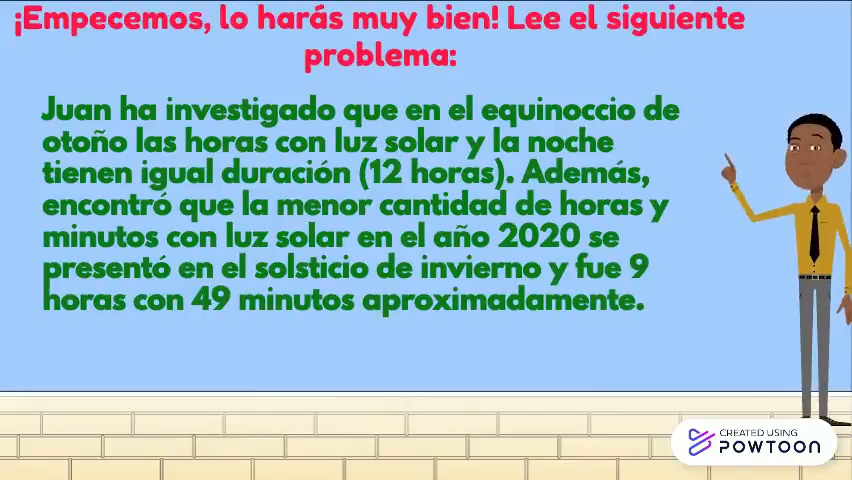 ¡Empecemos, lo harás muy bien! Lee el siguiente
problema:
Juan ha investigado que en el equinoccio de
otoño las horas con luz solar y la noche
tienen igual duración (12 horas). Además,
encontró que la menor cantidad de horas y
minutos con luz solar en el año 2020 se
presentó en el solsticio de invierno y fue 9
horas con 49 minutos aproximadamente.
CREATED USING
POWTOON